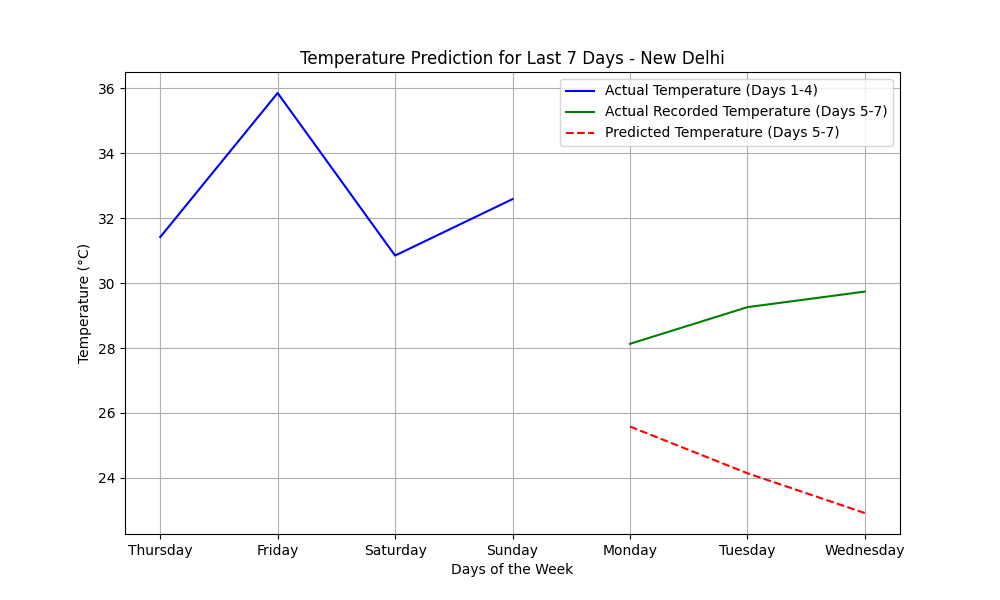 Temperature Prediction for Last 7 Days - New Delhi
Actual Temperature (Days 1-4)
Actual Recorded Temperature (Days 5-7)
Predicted Temperature (Days 5-7)
Temperature (°C)
36
34
32
30
28
26
24
Thursday Friday Saturday Sunday Monday Tuesday Wednesday
Days of the Week